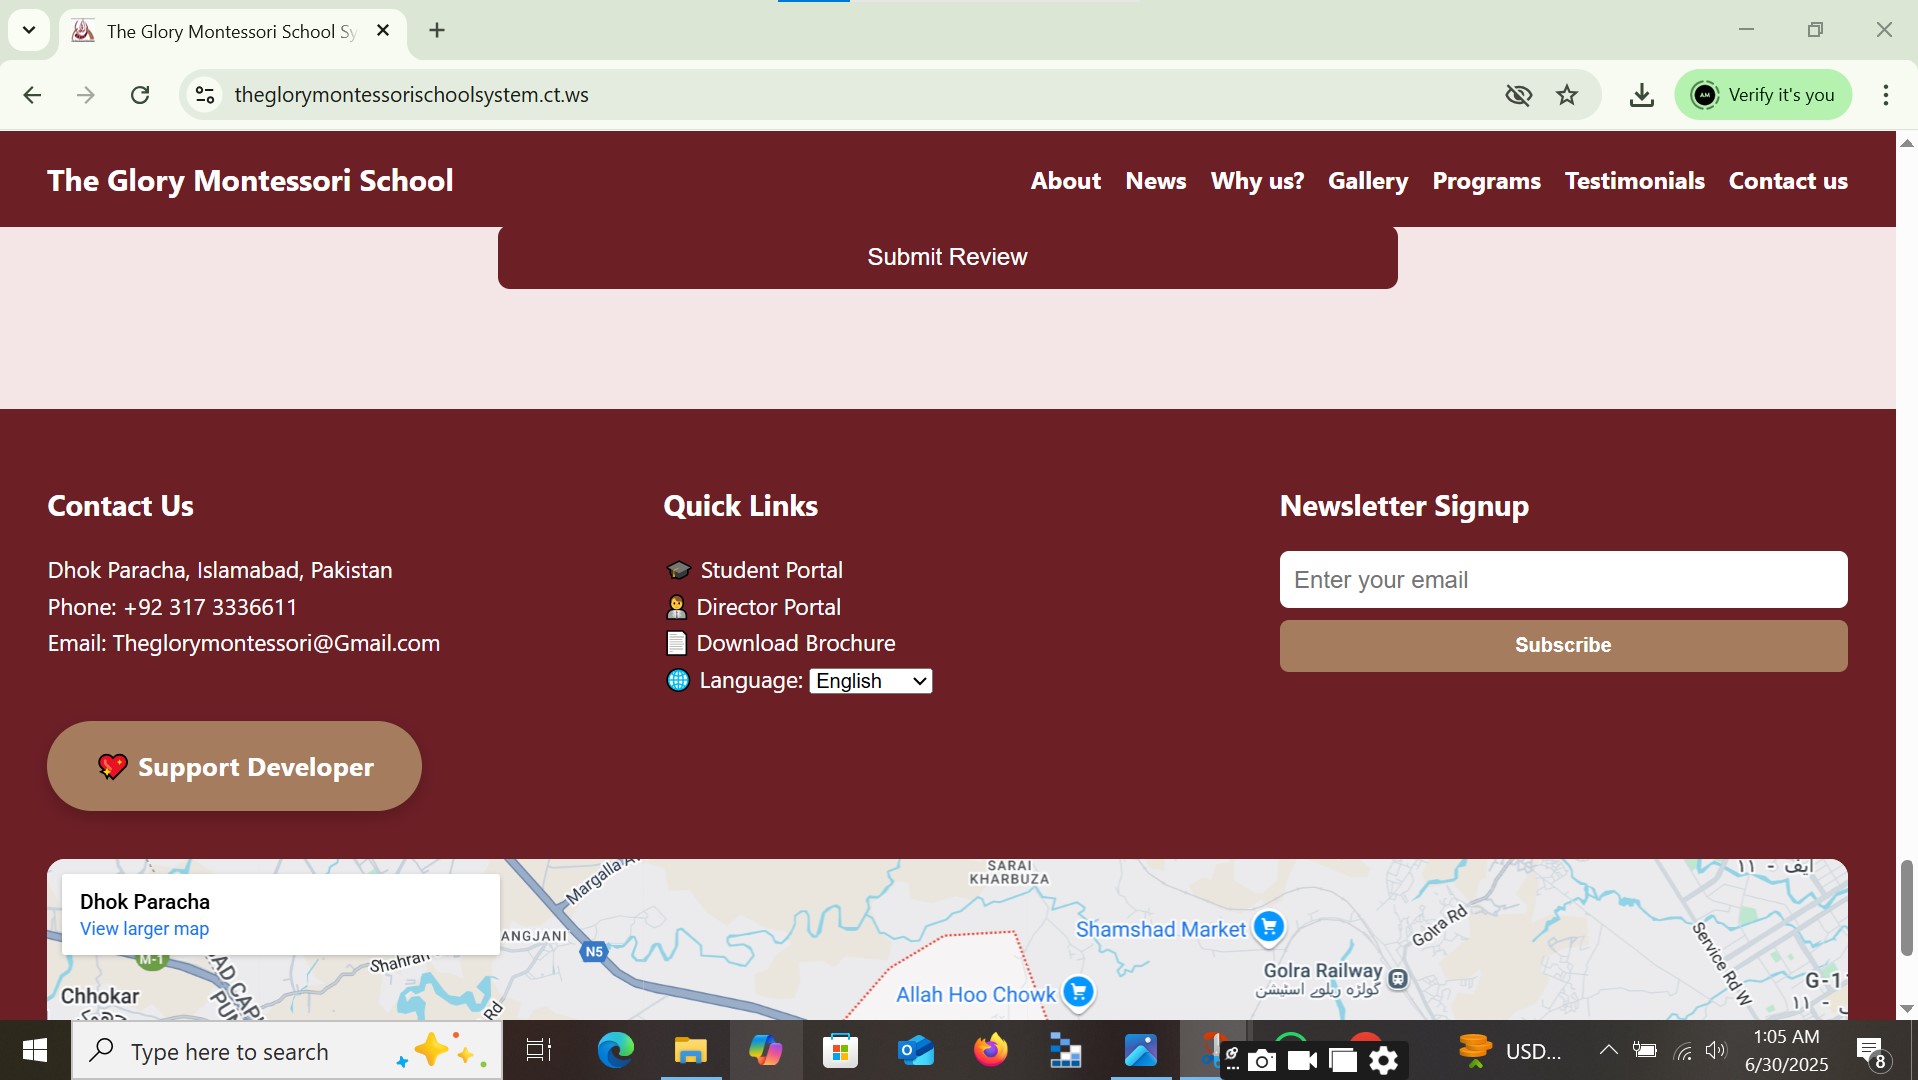 The Glory Montessori School Sy
theglorymontessorischoolsystem.ct.ws
Verify it's you
The Glory Montessori School
About News Why us? Gallery Programs Testimonials Contact us
Submit Review
Contact Us
Dhok Paracha, Islamabad, Pakistan
Phone: +92 317 3336611
Email: Theglorymontessori@Gmail.com
Support Developer
Quick Links
Student Portal
Director Portal
Download Brochure
Language: English
Newsletter Signup
Enter your email
Subscribe
Dhok Paracha
View larger map
Margalla A
SARAI
KHARBUZA
ایف - ١١
ANGJANI
N5
Shamshad Market
Golra Rd
Service Rd W
M-1
Shahrah
Golra Railway
گولڑه ریلوے اسٹیشن
G-1
١١ -
Chhokar
Allah Hoo Chowk
Rd
Type here to search
USD...
1:05 AM
6/30/2025
8